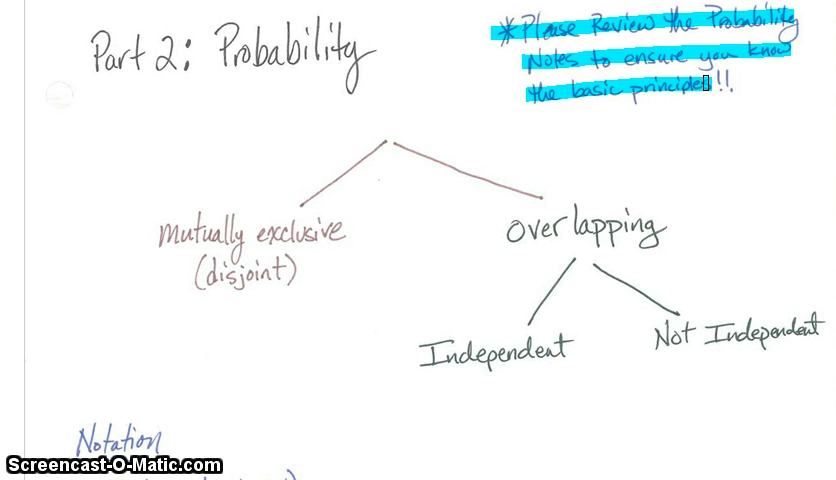 Part 2: Probability
*Please Review the Probability
Notes to ensure you know
the basic principles!!
Mutually exclusive
(disjoint)
Overlapping
Independent
Not Independent
Notation
Screencast-O-Matic.com